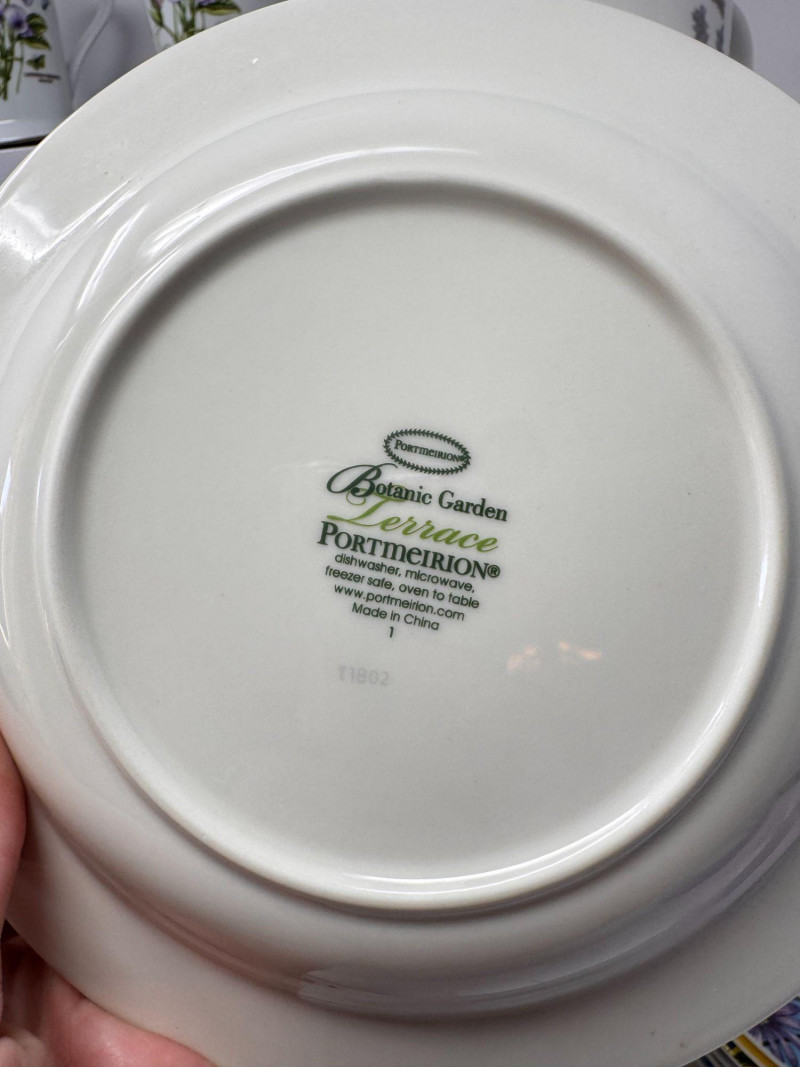 PORTMEIRION
Botanic Garden
Terrace
PORTMEIRION®
dishwasher, microwave,
freezer safe, oven to table
www.portmeirion.com
Made in China
1
T1802